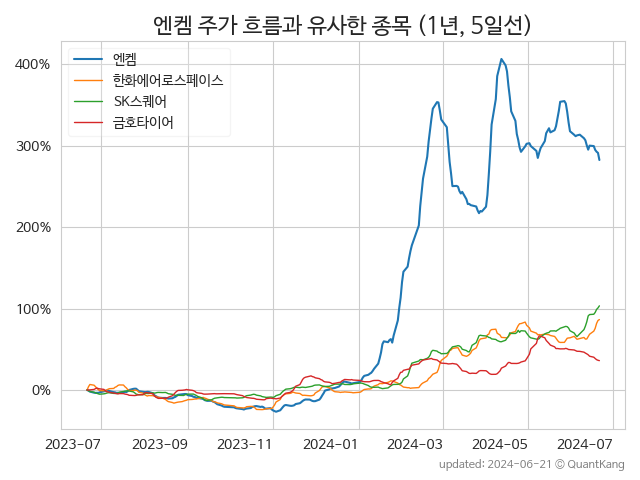 엔켐 주가 흐름과 유사한 종목 (1년, 5일선)
엔켐
한화에어로스페이스
SK스퀘어
금호타이어
400%
300%
200%
100%
0%
2023-07 2023-09 2023-11 2024-01 2024-03 2024-05 2024-07
updated: 2024-06-21 © QuantKang